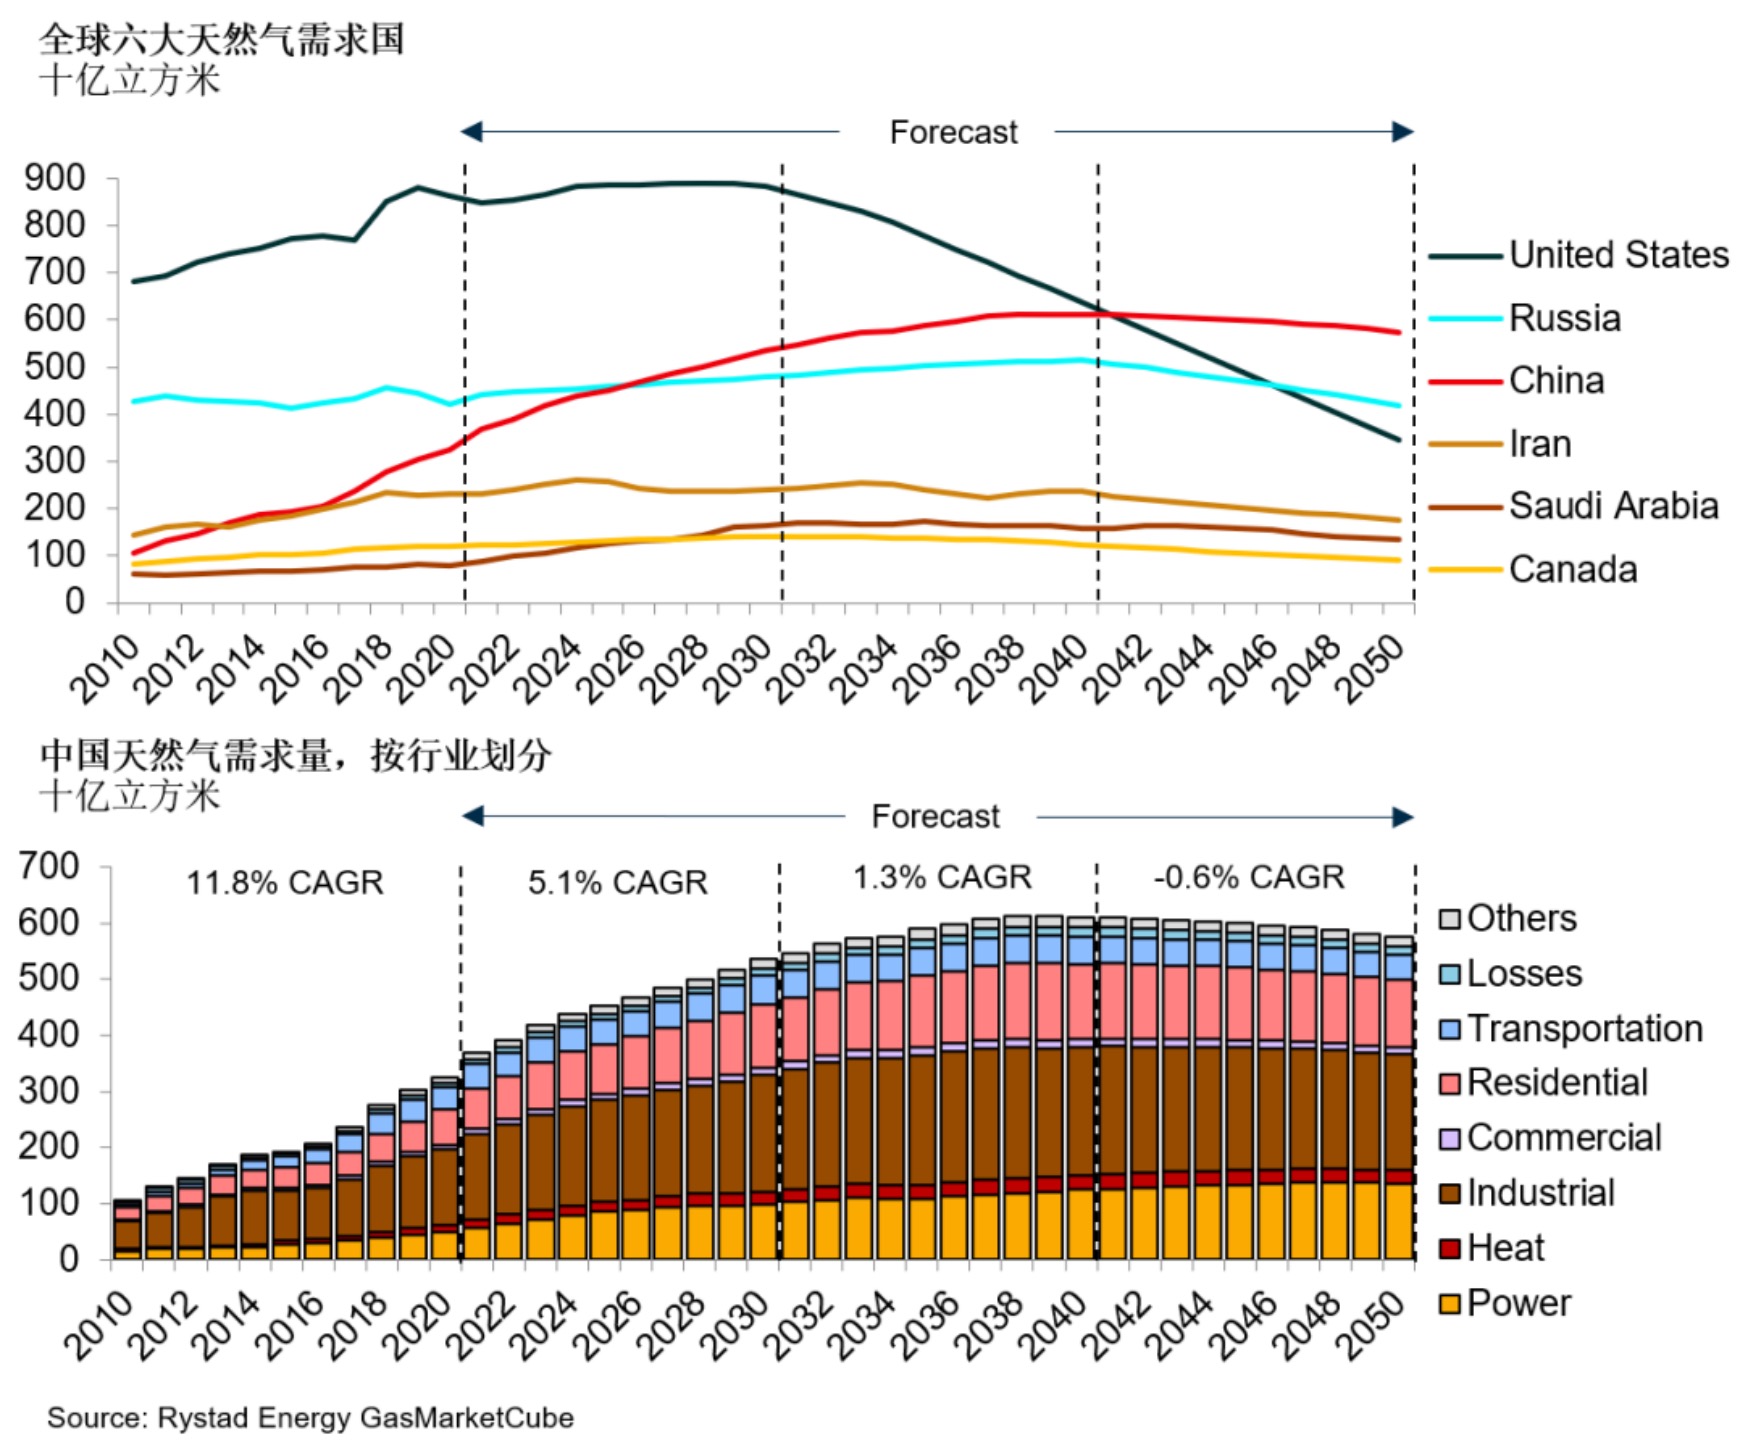 全球六大天然气需求国
十亿立方米
Forecast
900
800
700
600
500
400
300
200
100
0
2010 2012 2014 2016 2018 2020 2022 2024 2026 2028 2030 2032 2034 2036 2038 2040 2042 2044 2046 2048 2050
United States
Russia
China
Iran
Saudi Arabia
Canada
中国天然气需求量，按行业划分
十亿立方米
Forecast
700
600
500
400
300
200
100
0
11.8% CAGR 5.1% CAGR 1.3% CAGR -0.6% CAGR
2010 2012 2014 2016 2018 2020 2022 2024 2026 2028 2030 2032 2034 2036 2038 2040 2042 2044 2046 2048 2050
Others
Losses
Transportation
Residential
Commercial
Industrial
Heat
Power
Source: Rystad Energy GasMarketCube